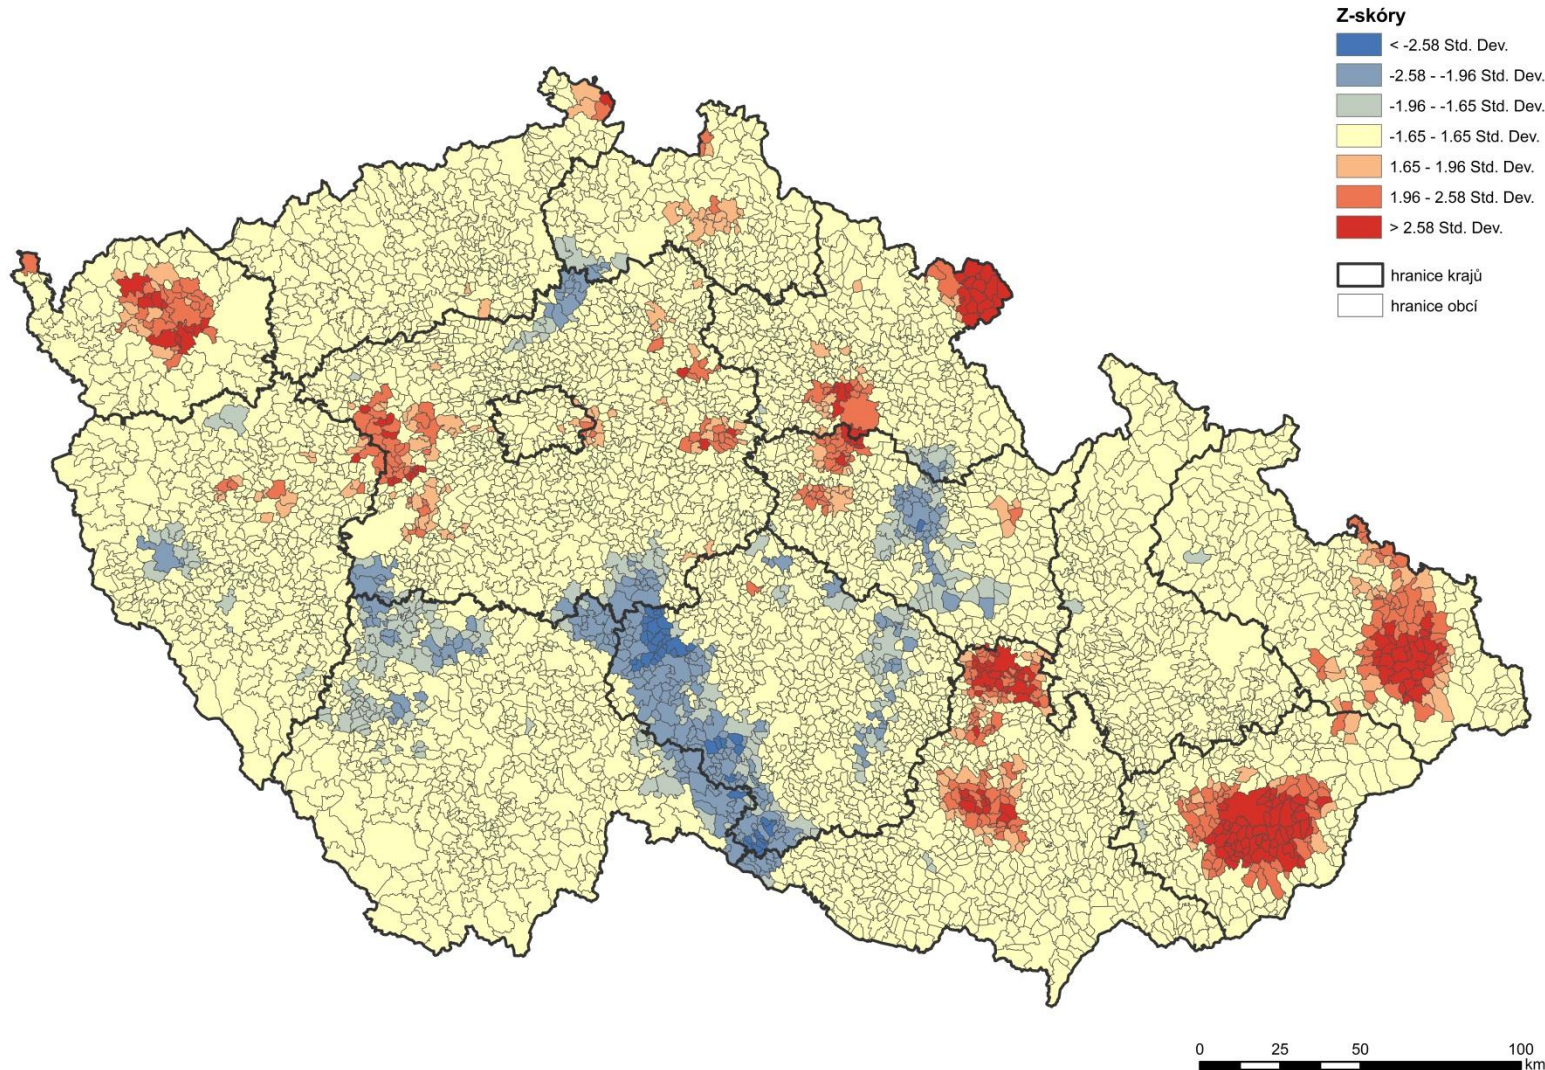 Z-skóry
< -2.58 Std. Dev.
-2.58 - -1.96 Std. Dev.
-1.96 - -1.65 Std. Dev.
-1.65 - 1.65 Std. Dev.
1.65 - 1.96 Std. Dev.
1.96 - 2.58 Std. Dev.
> 2.58 Std. Dev.
hranice krajů
hranice obcí
0 25 50 100
km